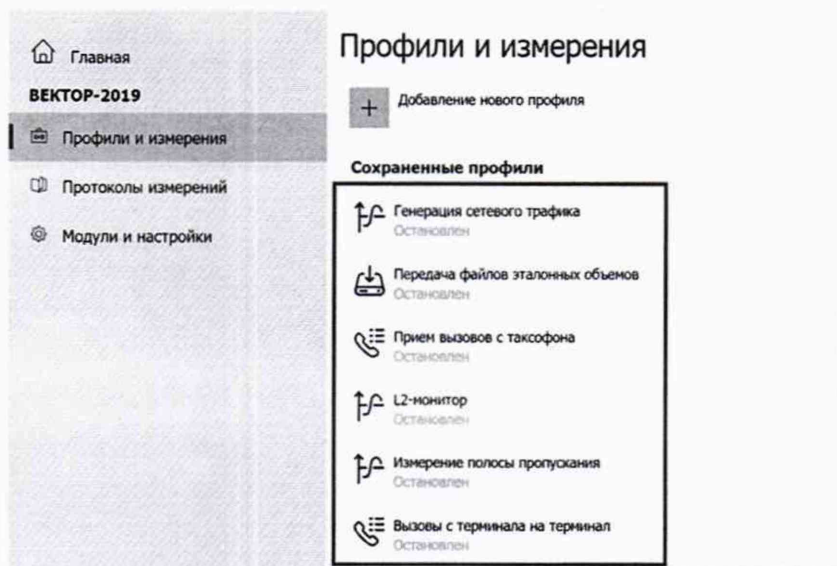 Главная
ВЕКТОР-2019
Профили и измерения
Протоколы измерений
Модули и настройки
Профили и измерения
Добавление нового профиля
Сохраненные профили
Генерация сетевого трафика
Остановлен
Передача файлов эталонных объемов
Остановлен
Прием вызовов с таксофона
Остановлен
L2-монитор
Остановлен
Измерение полосы пропускания
Остановлен
Вызовы с терминала на терминал
Остановлен